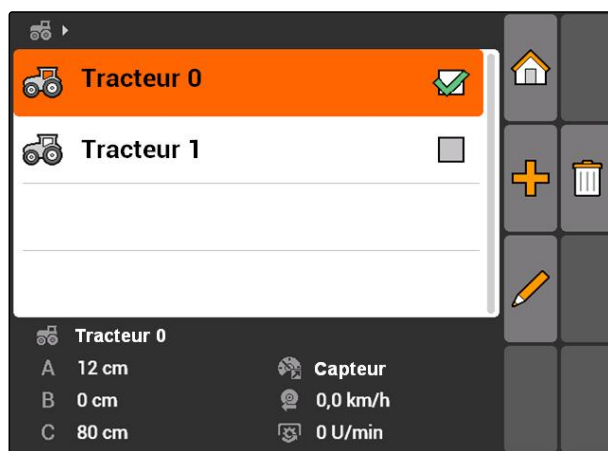 Tracteur 0
Tracteur 1
Tracteur 0
A 12 cm Capteur
B 0 cm 0,0 km/h
C 80 cm 0 U/min